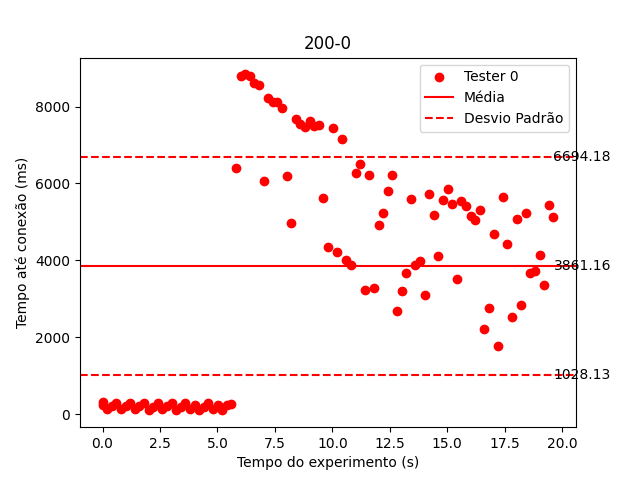 200-0
Tester 0
Média
Desvio Padrão
8000
6000
4000
2000
0
6694.18
3861.16
1028.13
Tempo até conexão (ms)
0.0 2.5 5.0 7.5 10.0 12.5 15.0 17.5 20.0
Tempo do experimento (s)